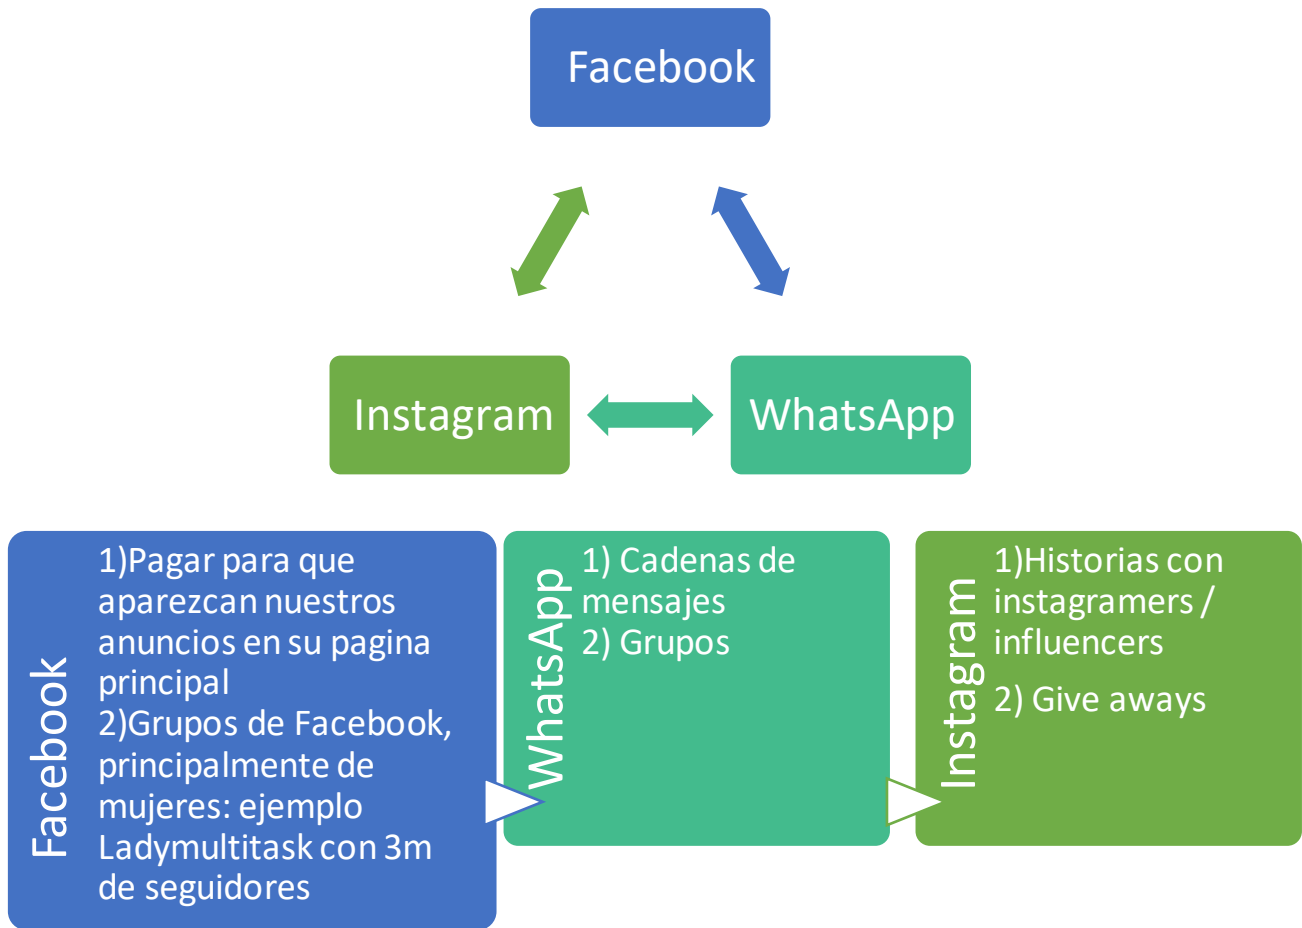 Facebook
Instagram
WhatsApp
Facebook
1)Pagar para que
aparezcan nuestros
anuncios en su pagina
principal
2)Grupos de Facebook,
principalmente de
mujeres: ejemplo
Ladymultitask con 3m
de seguidores
WhatsApp
1) Cadenas de
mensajes
2) Grupos
Instagram
1)Historias con
instagramers /
influencers
2) Give aways